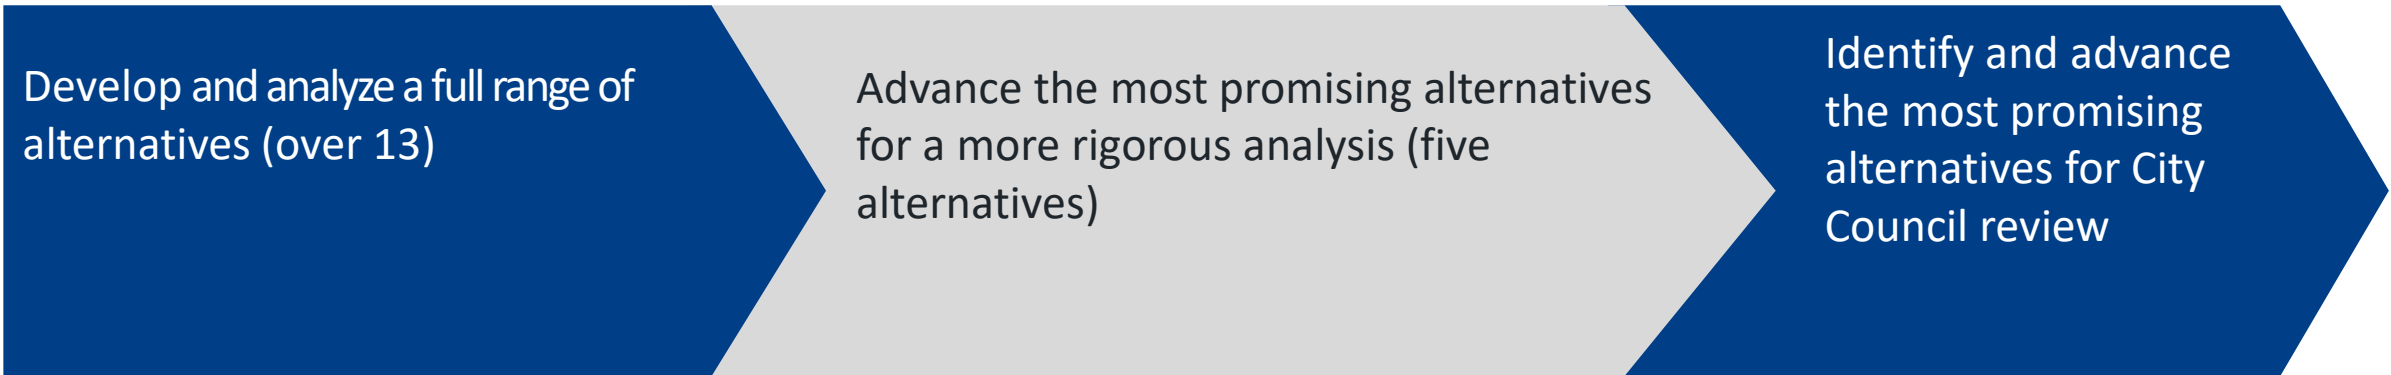 Develop and analyze a full range of
alternatives (over 13)
Advance the most promising alternatives
for a more rigorous analysis (five
alternatives)
Identify and advance
the most promising
alternatives for City
Council review